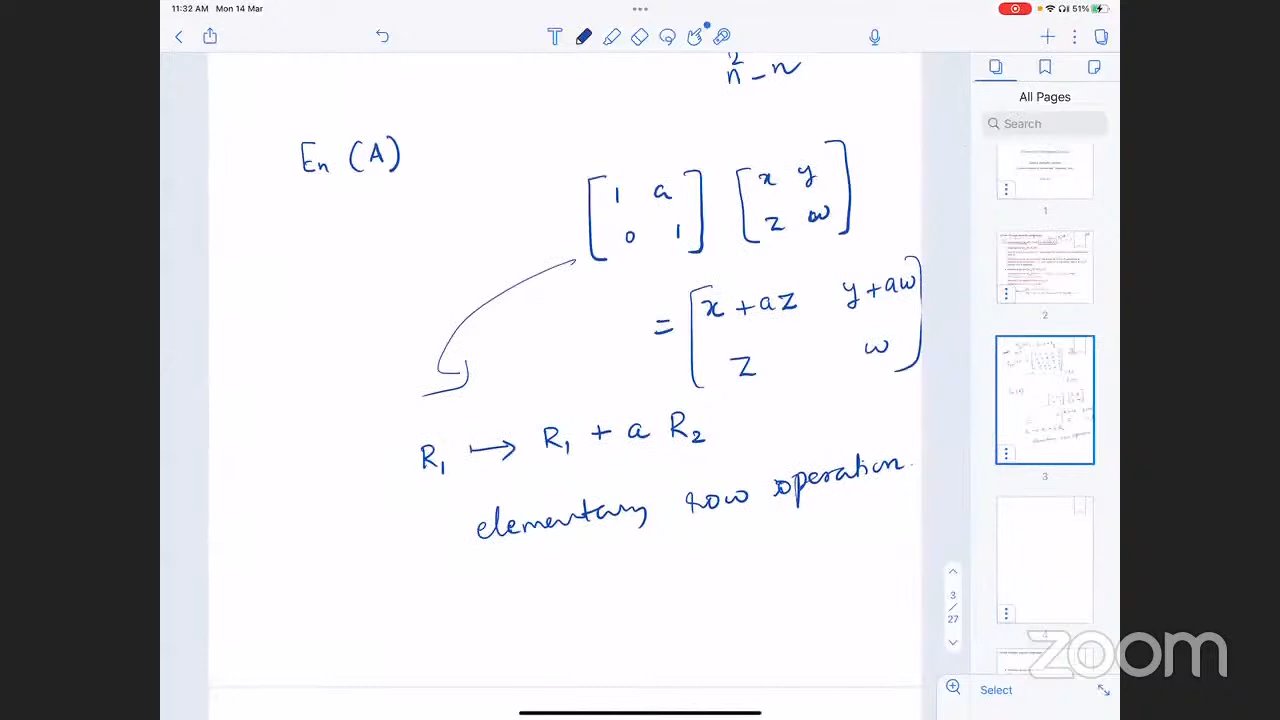 11:32 AM Mon 14 Mar
51%
n² - n
All Pages
Search
En (A)
[ 1 a ] [ x y ]
[ 0 1 ] [ z w ]
= [ x + az y + aw ]
[ z w ]
R₁ ⟼ R₁ + a R₂
elementary row operation.
1
2
3
4
3
/
27
zoom
Select